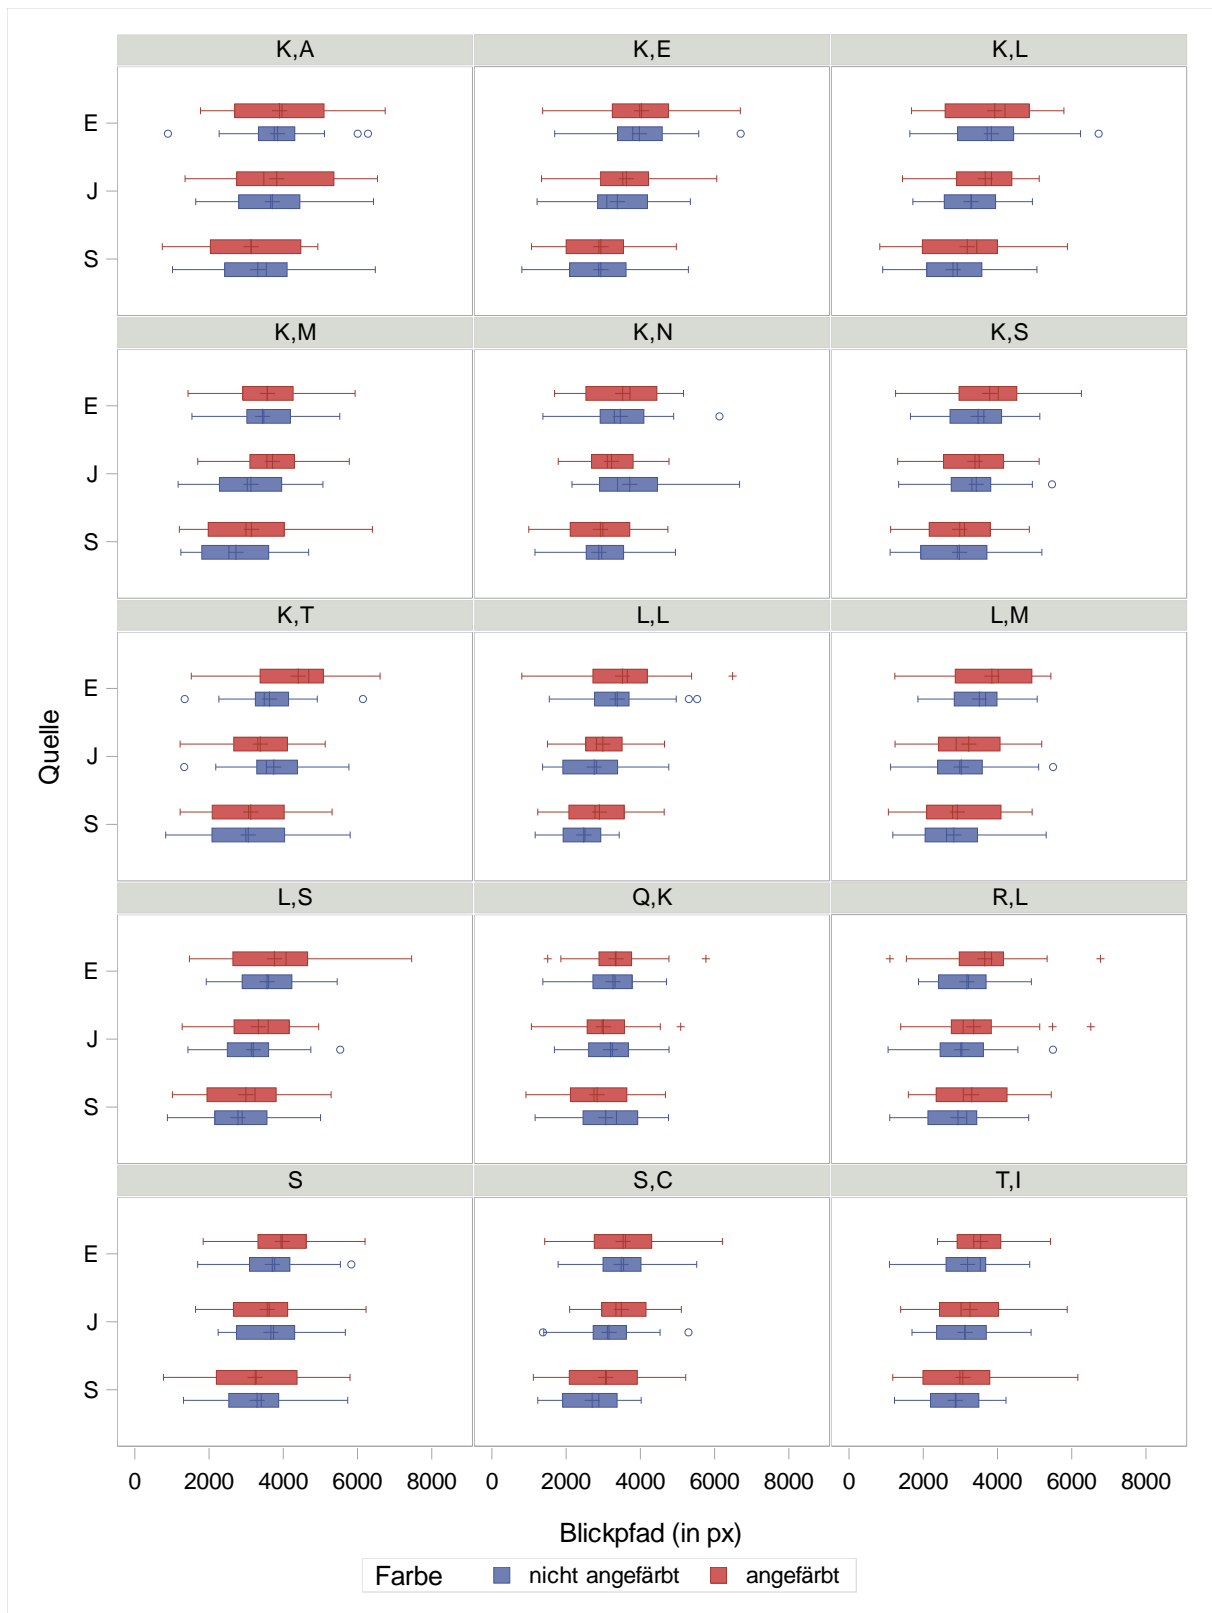 K,A K,E K,L
E
J
S
K,M K,N K,S
E
J
S
K,T L,L L,M
E
J
S
Quelle
L,S Q,K R,L
E
J
S
S S,C T,I
E
J
S
0 2000 4000 6000 8000 0 2000 4000 6000 8000 0 2000 4000 6000 8000
Blickpfad (in px)
Farbe nicht angefärbt angefärbt